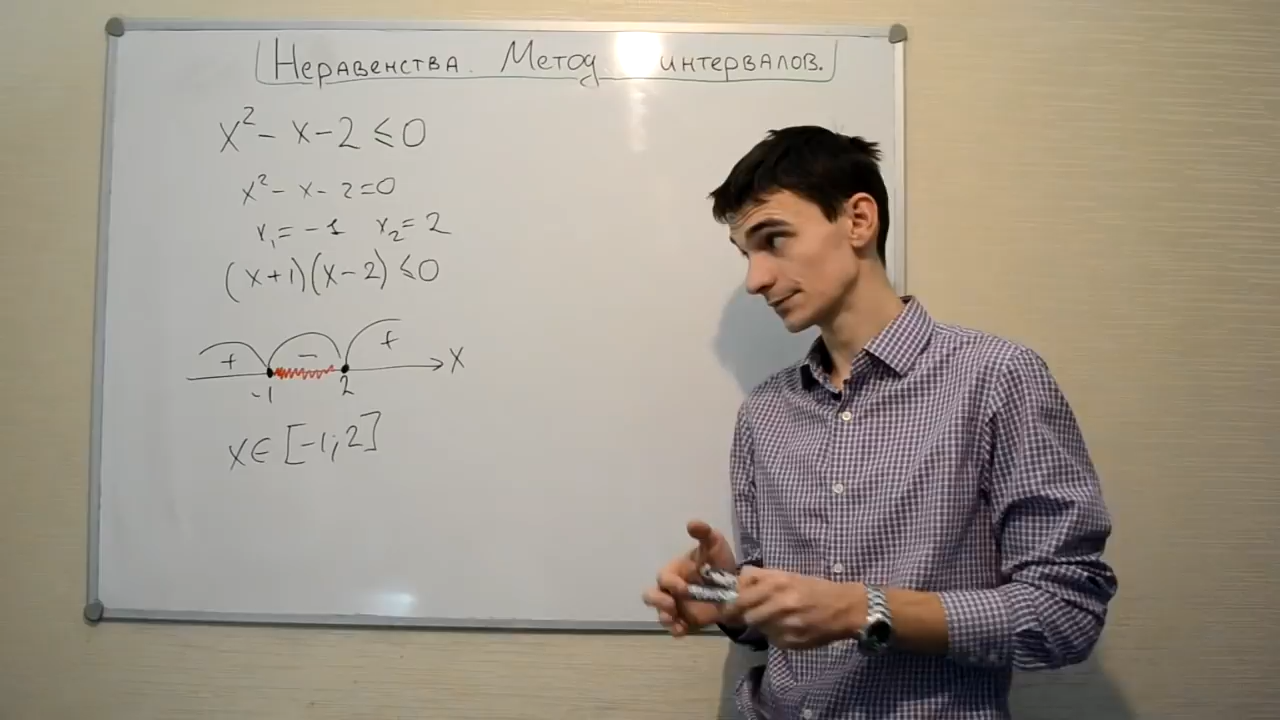 Неравенства. Метод интервалов.
x² - x - 2 ≤ 0
x² - x - 2 = 0
x₁ = -1 x₂ = 2
(x+1)(x-2) ≤ 0
+ - +
-1 2 x
x ∈ [-1; 2]